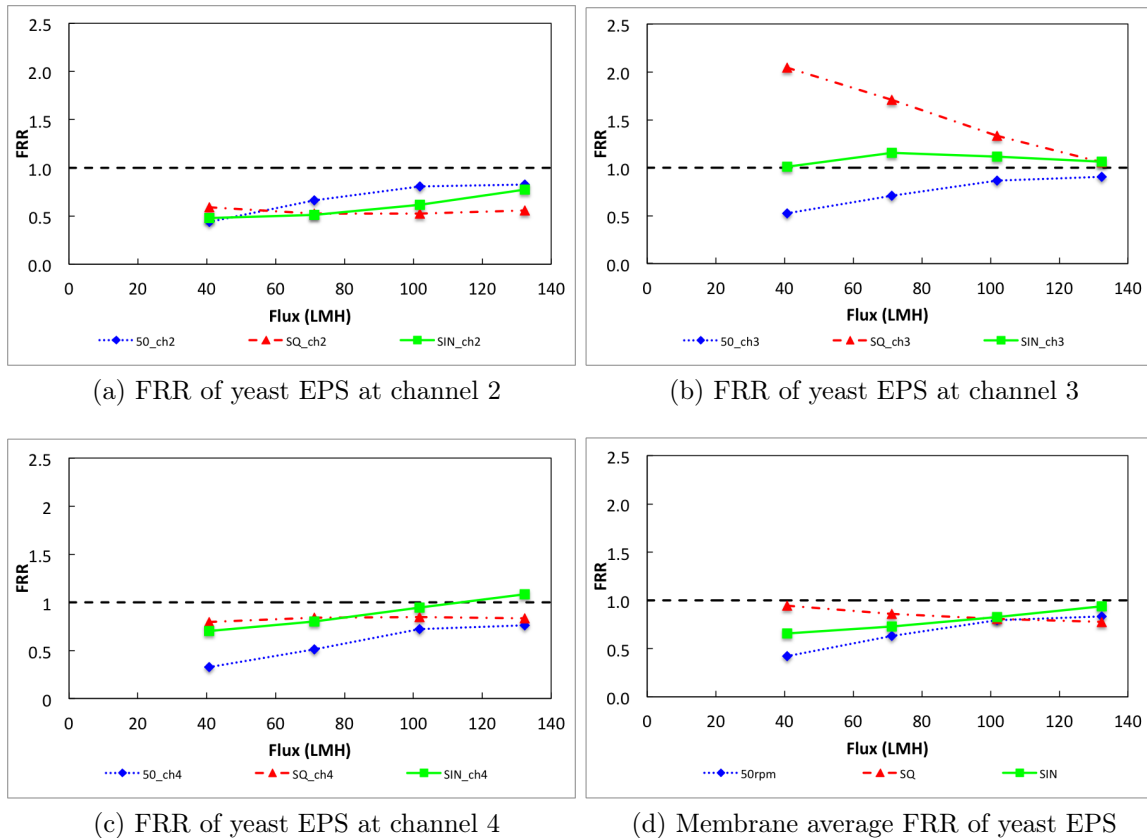 2.5
2.0
1.5
1.0
0.5
0.0
FRR
0 20 40 60 80 100 120 140
Flux (LMH)
50_ch2 SQ_ch2 SIN_ch2
(a) FRR of yeast EPS at channel 2
2.5
2.0
1.5
1.0
0.5
0.0
FRR
0 20 40 60 80 100 120 140
Flux (LMH)
50_ch3 SQ_ch3 SIN_ch3
(b) FRR of yeast EPS at channel 3
2.5
2
1.5
1
0.5
0
FRR
0 20 40 60 80 100 120 140
Flux (LMH)
50_ch4 SQ_ch4 SIN_ch4
(c) FRR of yeast EPS at channel 4
2.5
2.0
1.5
1.0
0.5
0.0
FRR
0 20 40 60 80 100 120 140
Flux (LMH)
50rpm SQ SIN
(d) Membrane average FRR of yeast EPS